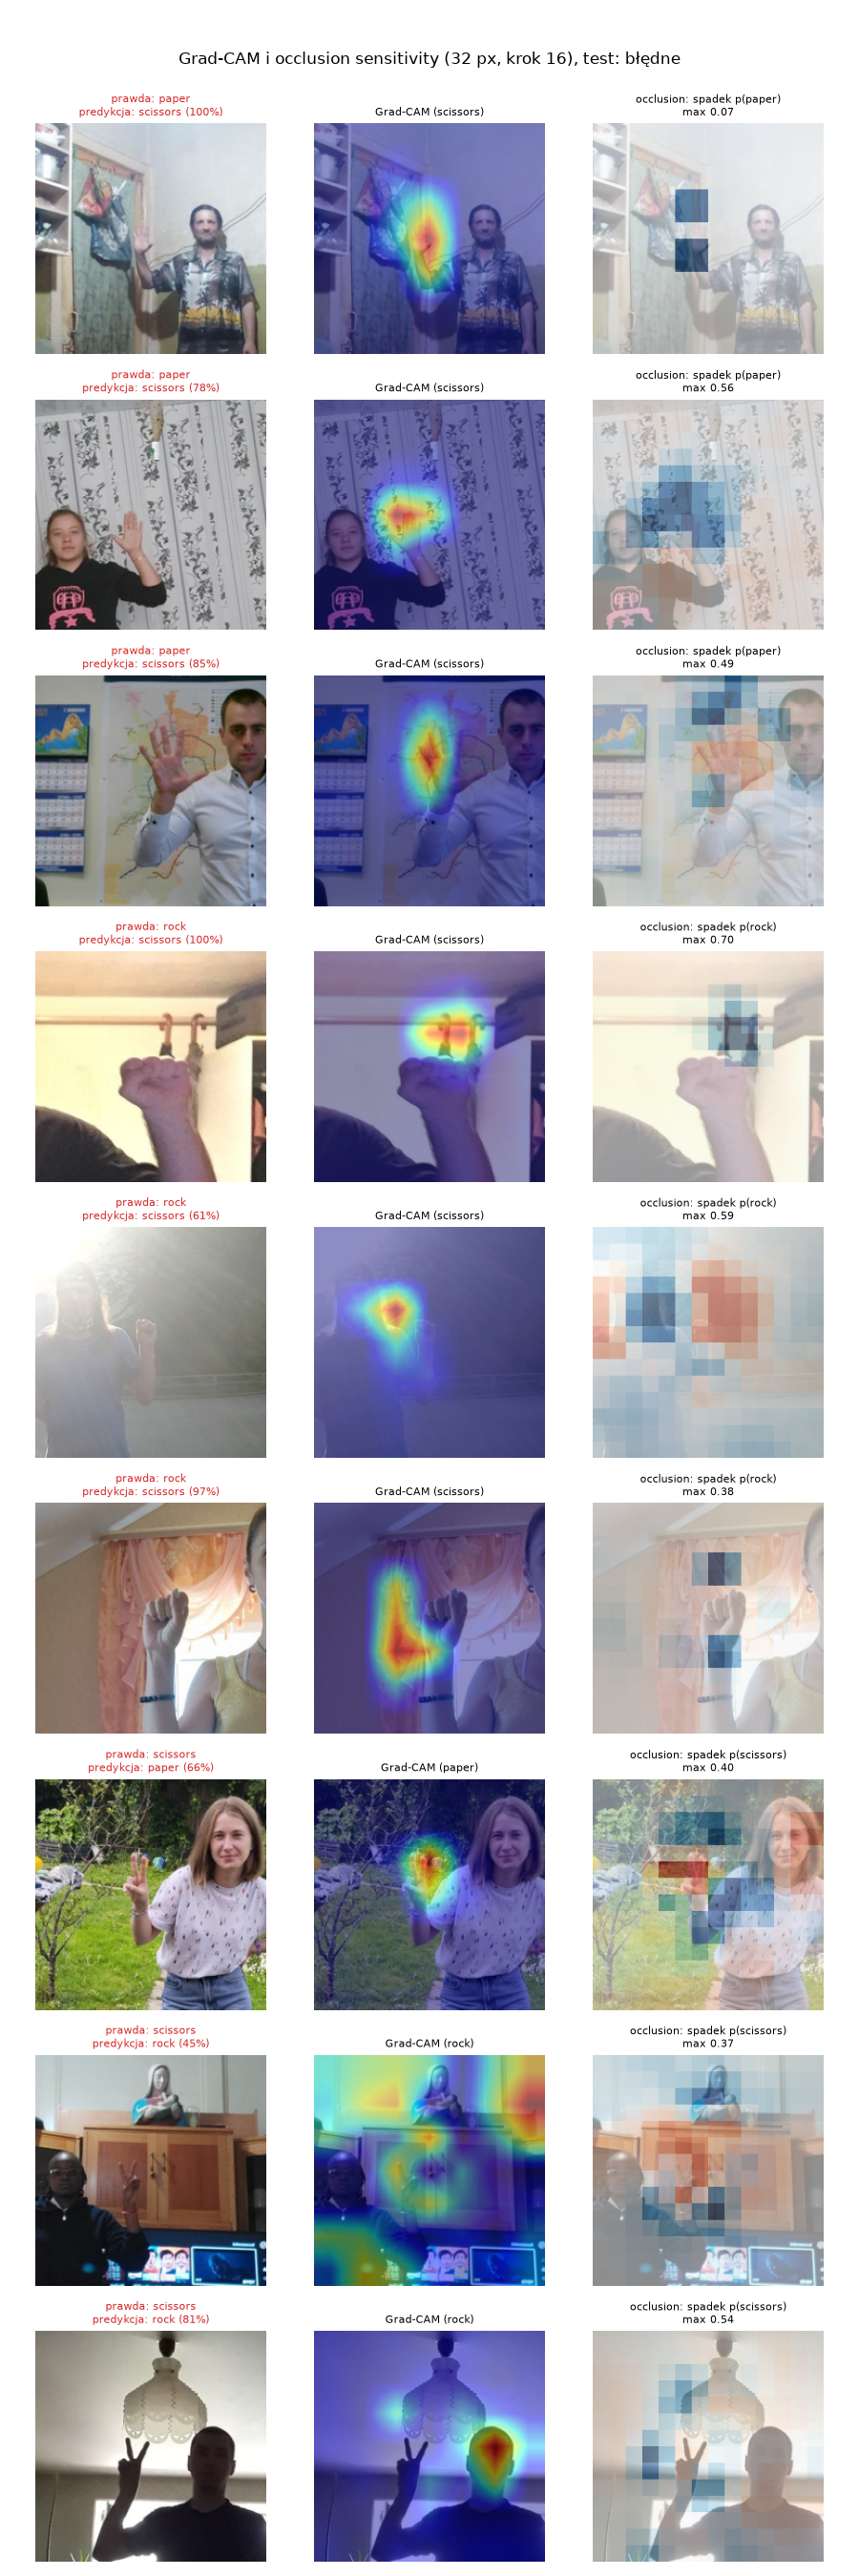 Grad-CAM i occlusion sensitivity (32 px, krok 16), test: błędne
prawda: paper
predykcja: scissors (100%)
Grad-CAM (scissors)
occlusion: spadek p(paper)
max 0.07
prawda: paper
predykcja: scissors (78%)
Grad-CAM (scissors)
occlusion: spadek p(paper)
max 0.56
prawda: paper
predykcja: scissors (85%)
Grad-CAM (scissors)
occlusion: spadek p(paper)
max 0.49
prawda: rock
predykcja: scissors (100%)
Grad-CAM (scissors)
occlusion: spadek p(rock)
max 0.70
prawda: rock
predykcja: scissors (61%)
Grad-CAM (scissors)
occlusion: spadek p(rock)
max 0.59
prawda: rock
predykcja: scissors (97%)
Grad-CAM (scissors)
occlusion: spadek p(rock)
max 0.38
prawda: scissors
predykcja: paper (66%)
Grad-CAM (paper)
occlusion: spadek p(scissors)
max 0.40
prawda: scissors
predykcja: rock (45%)
Grad-CAM (rock)
occlusion: spadek p(scissors)
max 0.37
prawda: scissors
predykcja: rock (81%)
Grad-CAM (rock)
occlusion: spadek p(scissors)
max 0.54